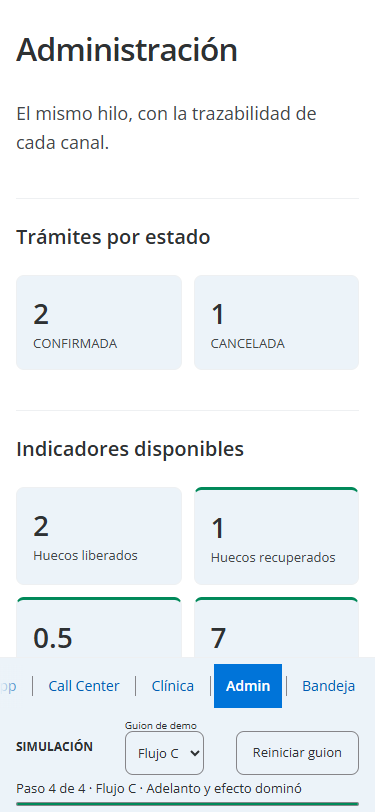 Administración
El mismo hilo, con la trazabilidad de
cada canal.
Trámites por estado
2
CONFIRMADA
1
CANCELADA
Indicadores disponibles
2
Huecos liberados
1
Huecos recuperados
0.5
7
Call Center
Clínica
Admin
Bandeja
SIMULACIÓN
Guion de demo
Flujo C
Reiniciar guion
Paso 4 de 4 · Flujo C · Adelanto y efecto dominó